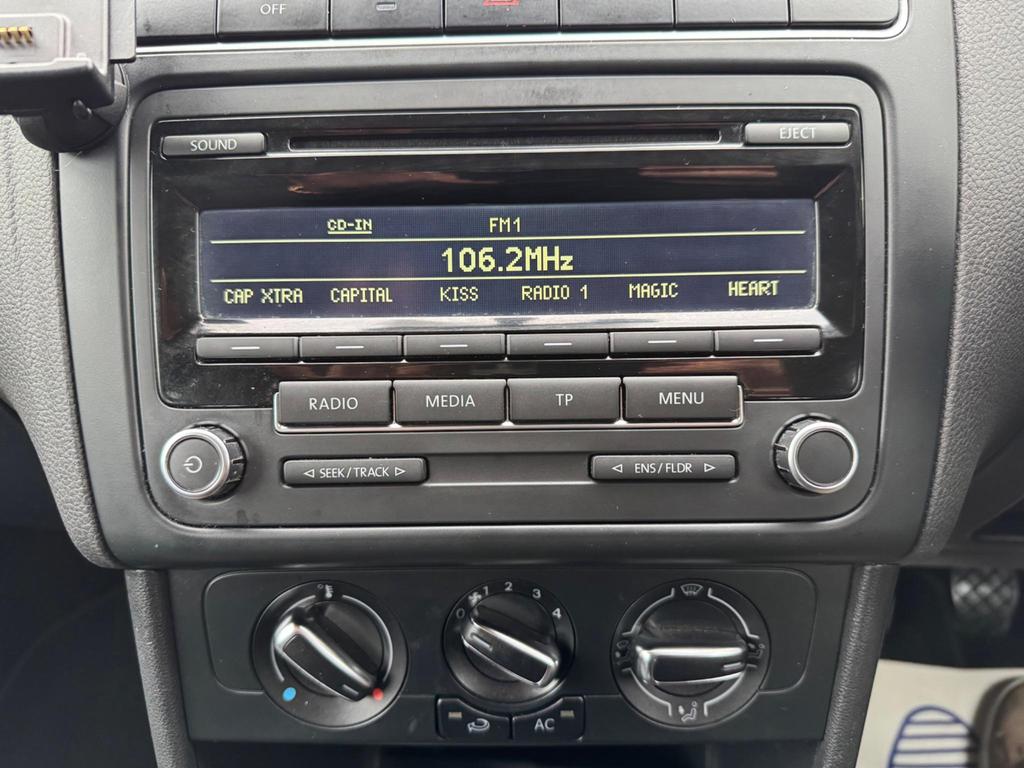 OFF
SOUND
EJECT
CD-IN FM1
106.2MHz
CAP XTRA CAPITAL KISS RADIO 1 MAGIC HEART
RADIO MEDIA TP MENU
SEEK/TRACK ENS/FLDR
0 1 2 3 4
AC